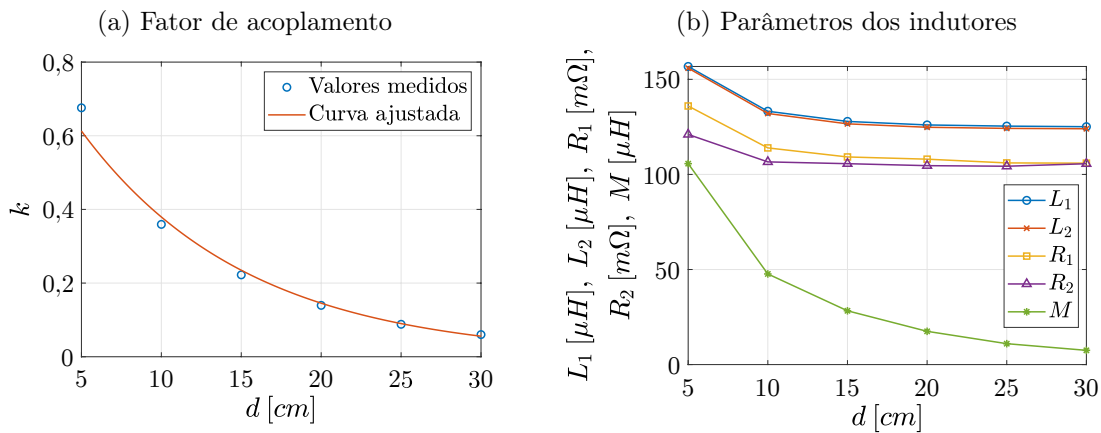 (a) Fator de acoplamento
0,8
0,6
0,4
0,2
0
k
5
10
15
20
25
30
d [cm]
Valores medidos
Curva ajustada
(b) Parâmetros dos indutores
L₁ [μH], L₂ [μH], R₁ [mΩ],
R₂ [mΩ], M [μH]
150
100
50
0
5
10
15
20
25
30
d [cm]
L₁
L₂
R₁
R₂
M